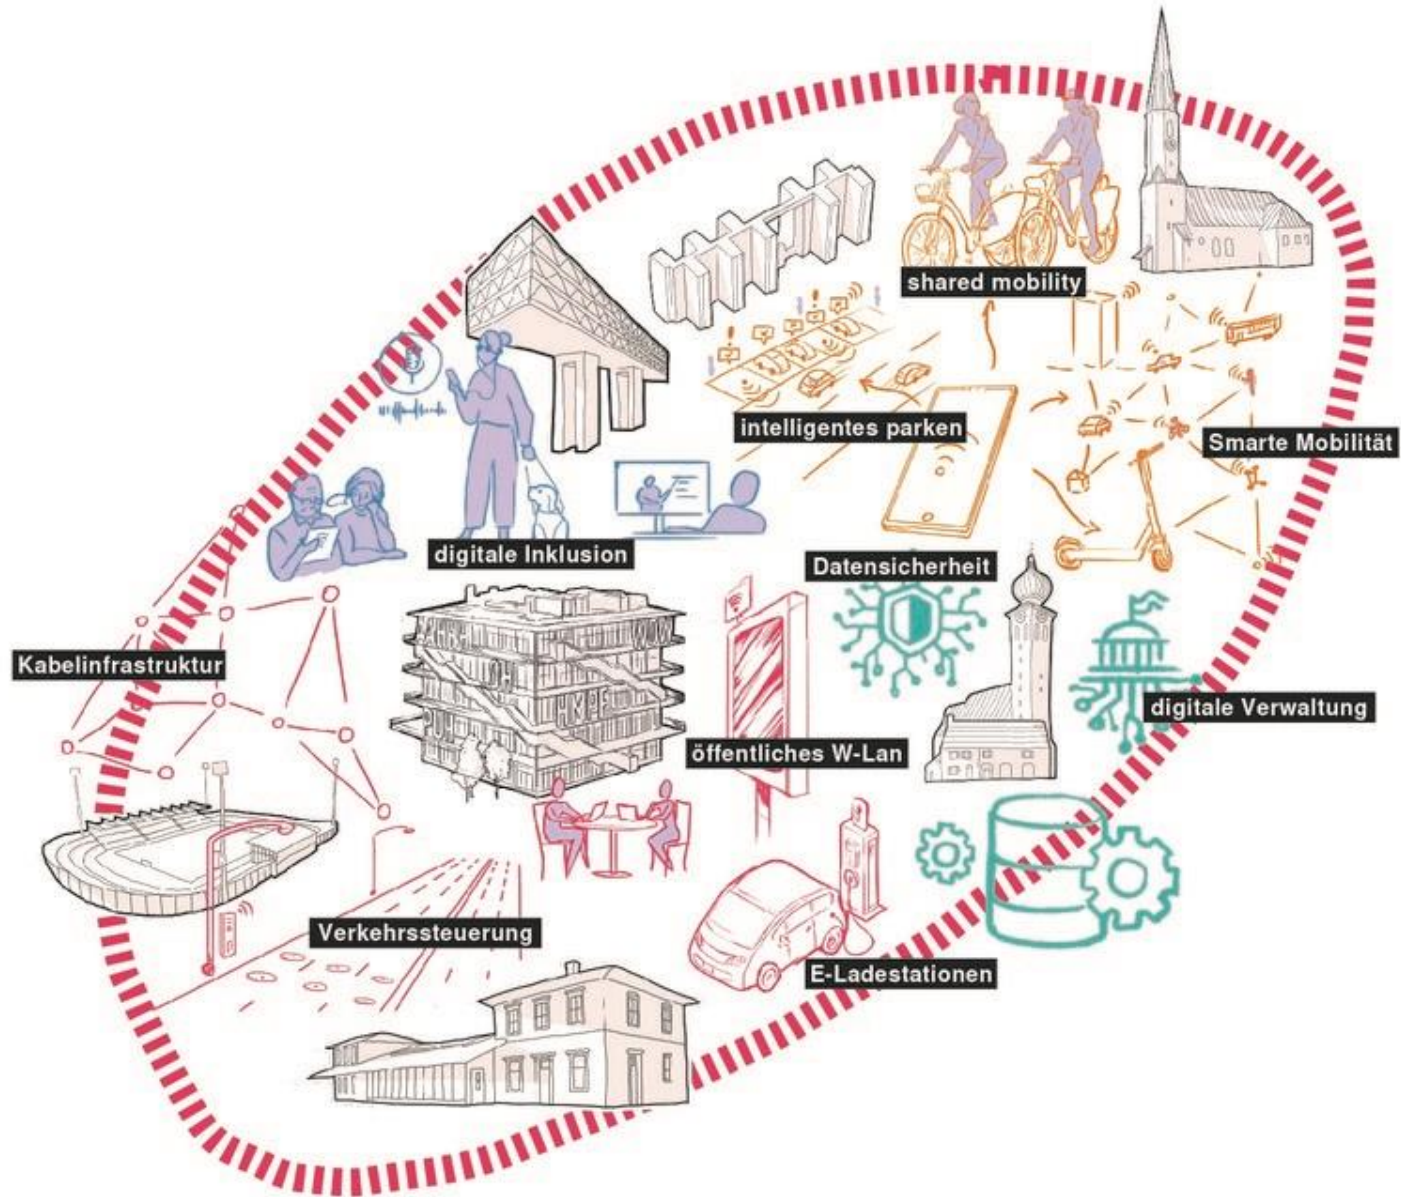 shared mobility
intelligentes parken
Smarte Mobilität
digitale Inklusion
Datensicherheit
Kabelinfrastruktur
digitale Verwaltung
öffentliches W-Lan
Verkehrssteuerung
E-Ladestationen